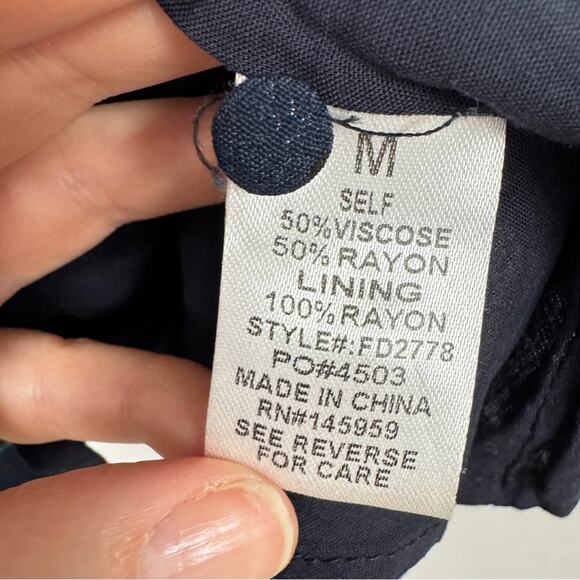 M
SELF
50%VISCOSE
50% RAYON
LINING
100% RAYON
STYLE#:FD2778
PO#4503
MADE IN CHINA
RN#145959
SEE REVERSE
FOR CARE